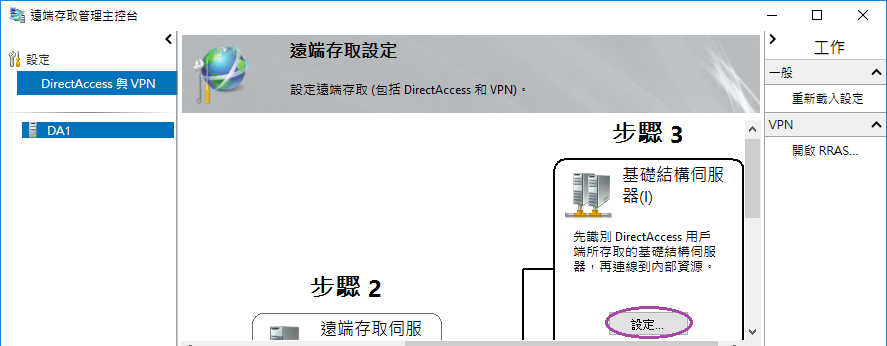 遠端存取管理主控台
設定
DirectAccess 與 VPN
DA1
遠端存取設定
設定遠端存取 (包括 DirectAccess 和 VPN)。
步驟 3
基礎結構伺服
器(I)
先識別 DirectAccess 用戶
端所存取的基礎結構伺服
器，再連線到內部資源。
設定...
步驟 2
遠端存取伺服
工作
一般
重新載入設定
VPN
開啟 RRAS...